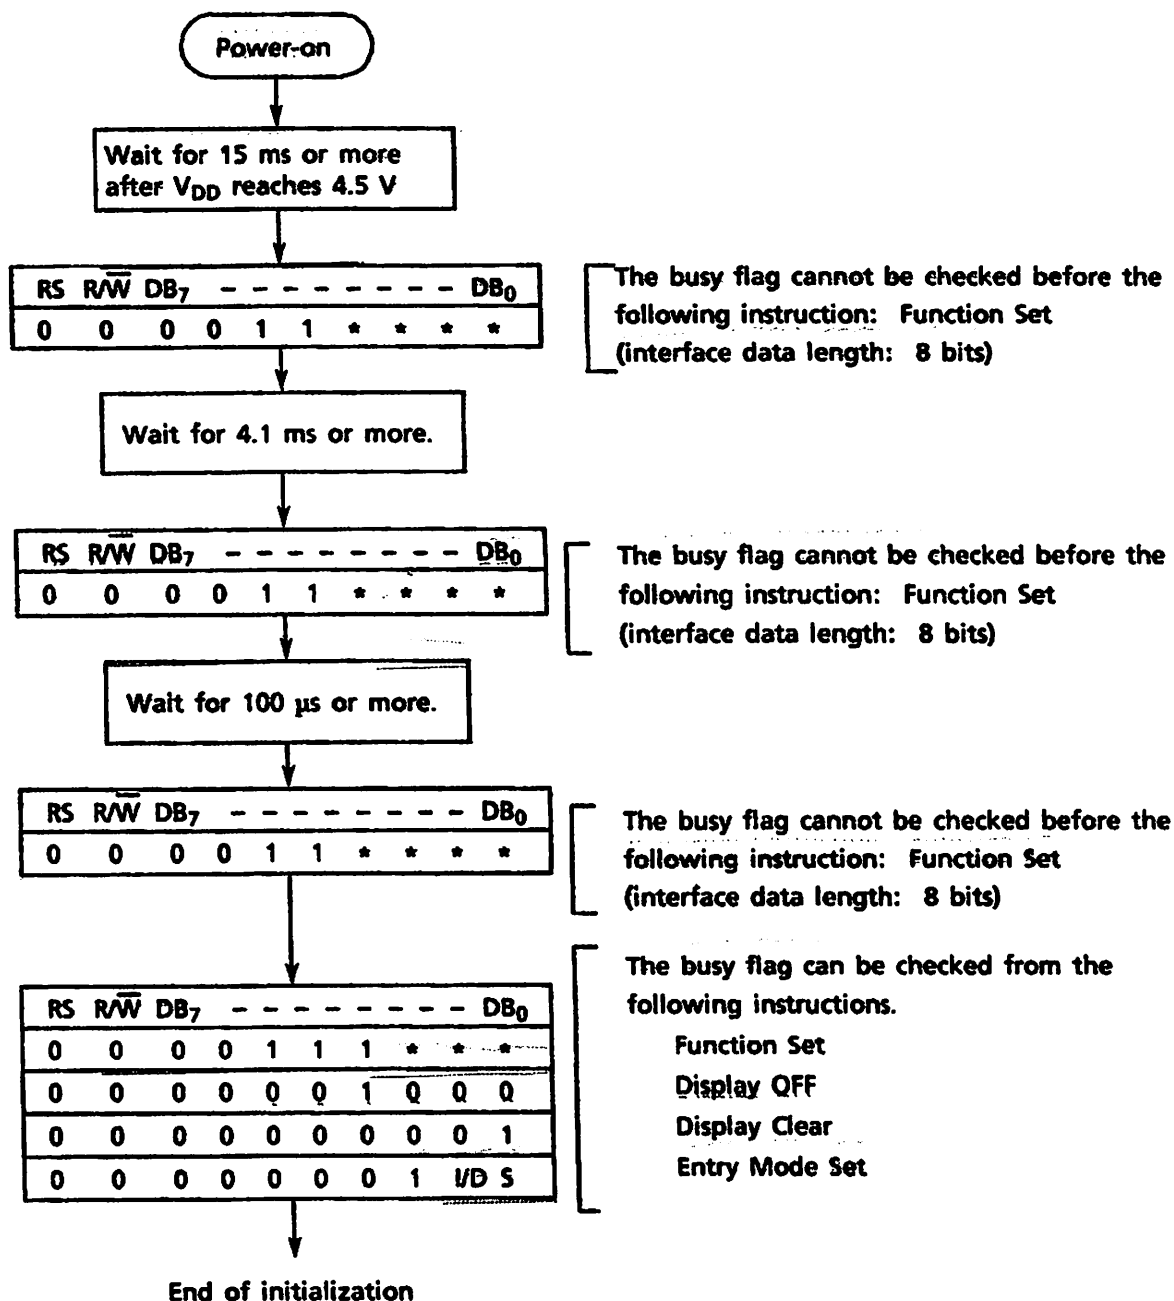 Power-on
Wait for 15 ms or more
after VDD reaches 4.5 V
RS R/W̅ DB7 - - - - - - - - DB0
0 0 0 0 1 1 * * * *
The busy flag cannot be checked before the
following instruction: Function Set
(interface data length: 8 bits)
Wait for 4.1 ms or more.
RS R/W̅ DB7 - - - - - - - - DB0
0 0 0 0 1 1 * * * *
The busy flag cannot be checked before the
following instruction: Function Set
(interface data length: 8 bits)
Wait for 100 μs or more.
RS R/W̅ DB7 - - - - - - - - DB0
0 0 0 0 1 1 * * * *
The busy flag cannot be checked before the
following instruction: Function Set
(interface data length: 8 bits)
RS R/W̅ DB7 - - - - - - - - DB0
0 0 0 0 1 1 1 * * *
0 0 0 0 0 0 1 0 0 0
0 0 0 0 0 0 0 0 0 1
0 0 0 0 0 0 0 1 I/D S
The busy flag can be checked from the
following instructions.
Function Set
Display OFF
Display Clear
Entry Mode Set
End of initialization